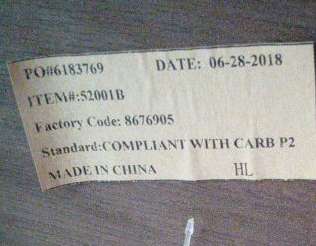 PO#6183769 DATE: 06-28-2018
ITEM#:52001B
Factory Code: 8676905
Standard:COMPLIANT WITH CARB P2
MADE IN CHINA HL